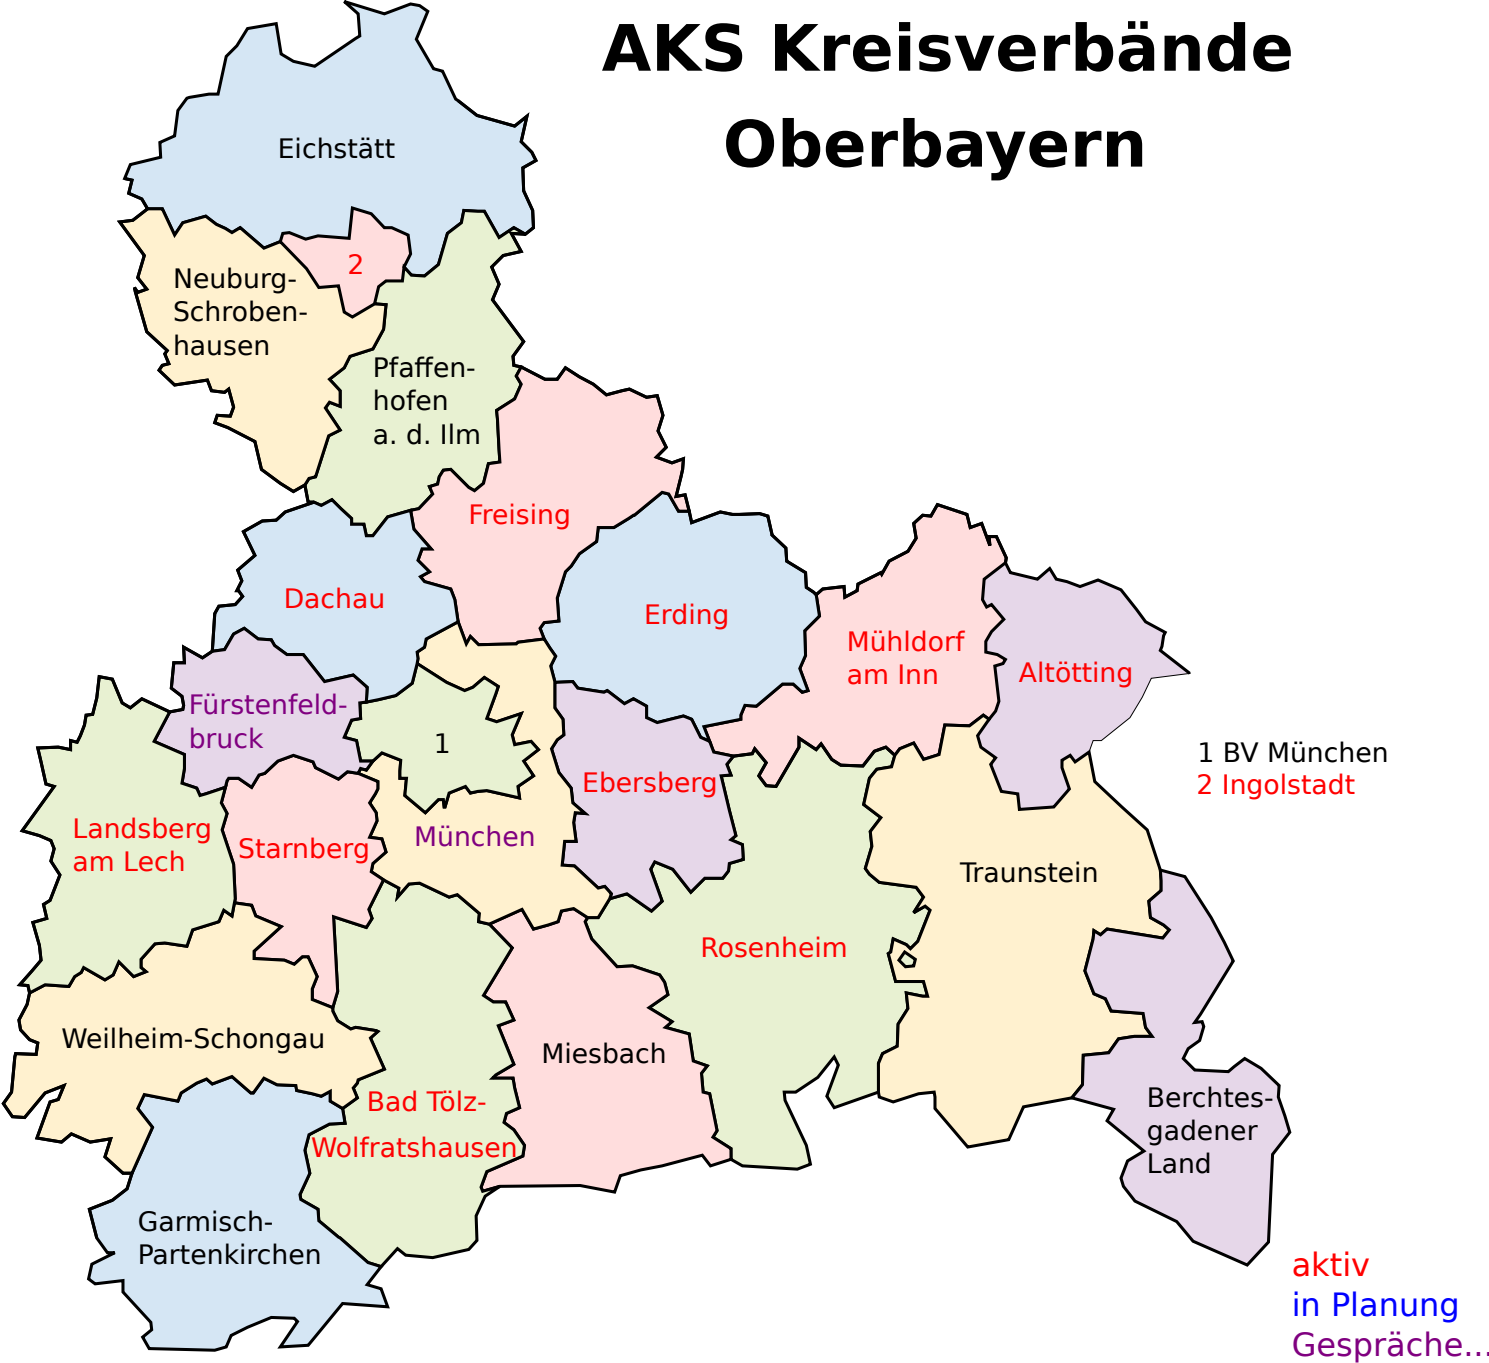 AKS Kreisverbände
Oberbayern
Eichstätt
2
Neuburg-
Schroben-
hausen
Pfaffen-
hofen
a. d. Ilm
Freising
Dachau
Erding
Mühldorf
am Inn
Altötting
Fürstenfeld-
bruck
1
Ebersberg
1 BV München
2 Ingolstadt
Landsberg
am Lech
Starnberg
München
Traunstein
Rosenheim
Weilheim-Schongau
Miesbach
Bad Tölz-
Wolfratshausen
Berchtes-
gadener
Land
Garmisch-
Partenkirchen
aktiv
in Planung
Gespräche...